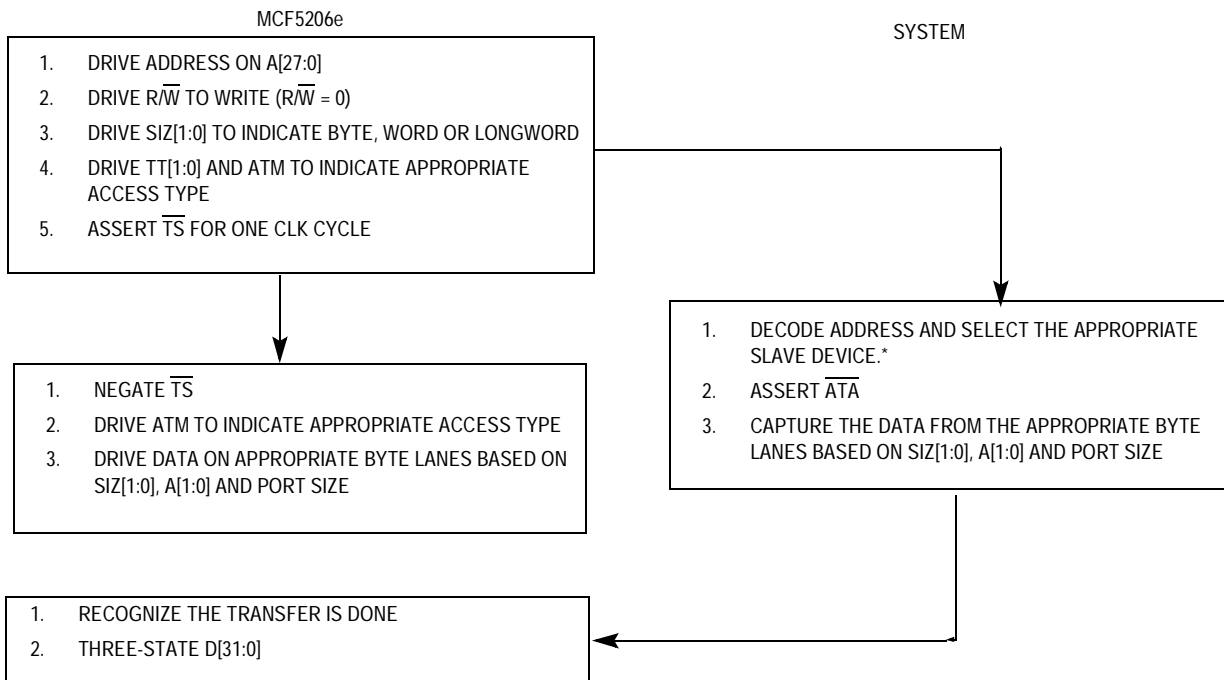 MCF5206e
SYSTEM
1. DRIVE ADDRESS ON A[27:0]
2. DRIVE R/W̅ TO WRITE (R/W̅ = 0)
3. DRIVE SIZ[1:0] TO INDICATE BYTE, WORD OR LONGWORD
4. DRIVE TT[1:0] AND ATM TO INDICATE APPROPRIATE
ACCESS TYPE
5. ASSERT T̅S̅ FOR ONE CLK CYCLE
1. DECODE ADDRESS AND SELECT THE APPROPRIATE
SLAVE DEVICE.*
2. ASSERT A̅T̅A̅
3. CAPTURE THE DATA FROM THE APPROPRIATE BYTE
LANES BASED ON SIZ[1:0], A[1:0] AND PORT SIZE
1. NEGATE T̅S̅
2. DRIVE ATM TO INDICATE APPROPRIATE ACCESS TYPE
3. DRIVE DATA ON APPROPRIATE BYTE LANES BASED ON
SIZ[1:0], A[1:0] AND PORT SIZE
1. RECOGNIZE THE TRANSFER IS DONE
2. THREE-STATE D[31:0]